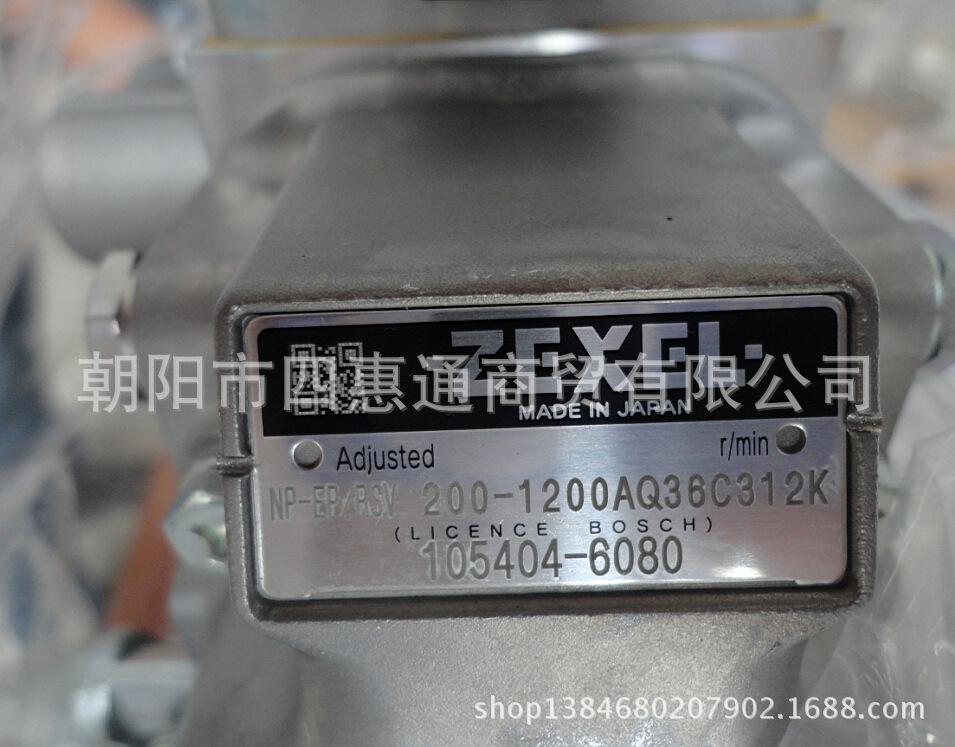 ZEXEL
朝阳市四惠通商贸有限公司
MADE IN JAPAN
Adjusted r/min
NP-EP/RSV 200-1200AQ36C312K
(LICENCE BOSCH)
105404-6080
shop1384680207902.1688.com